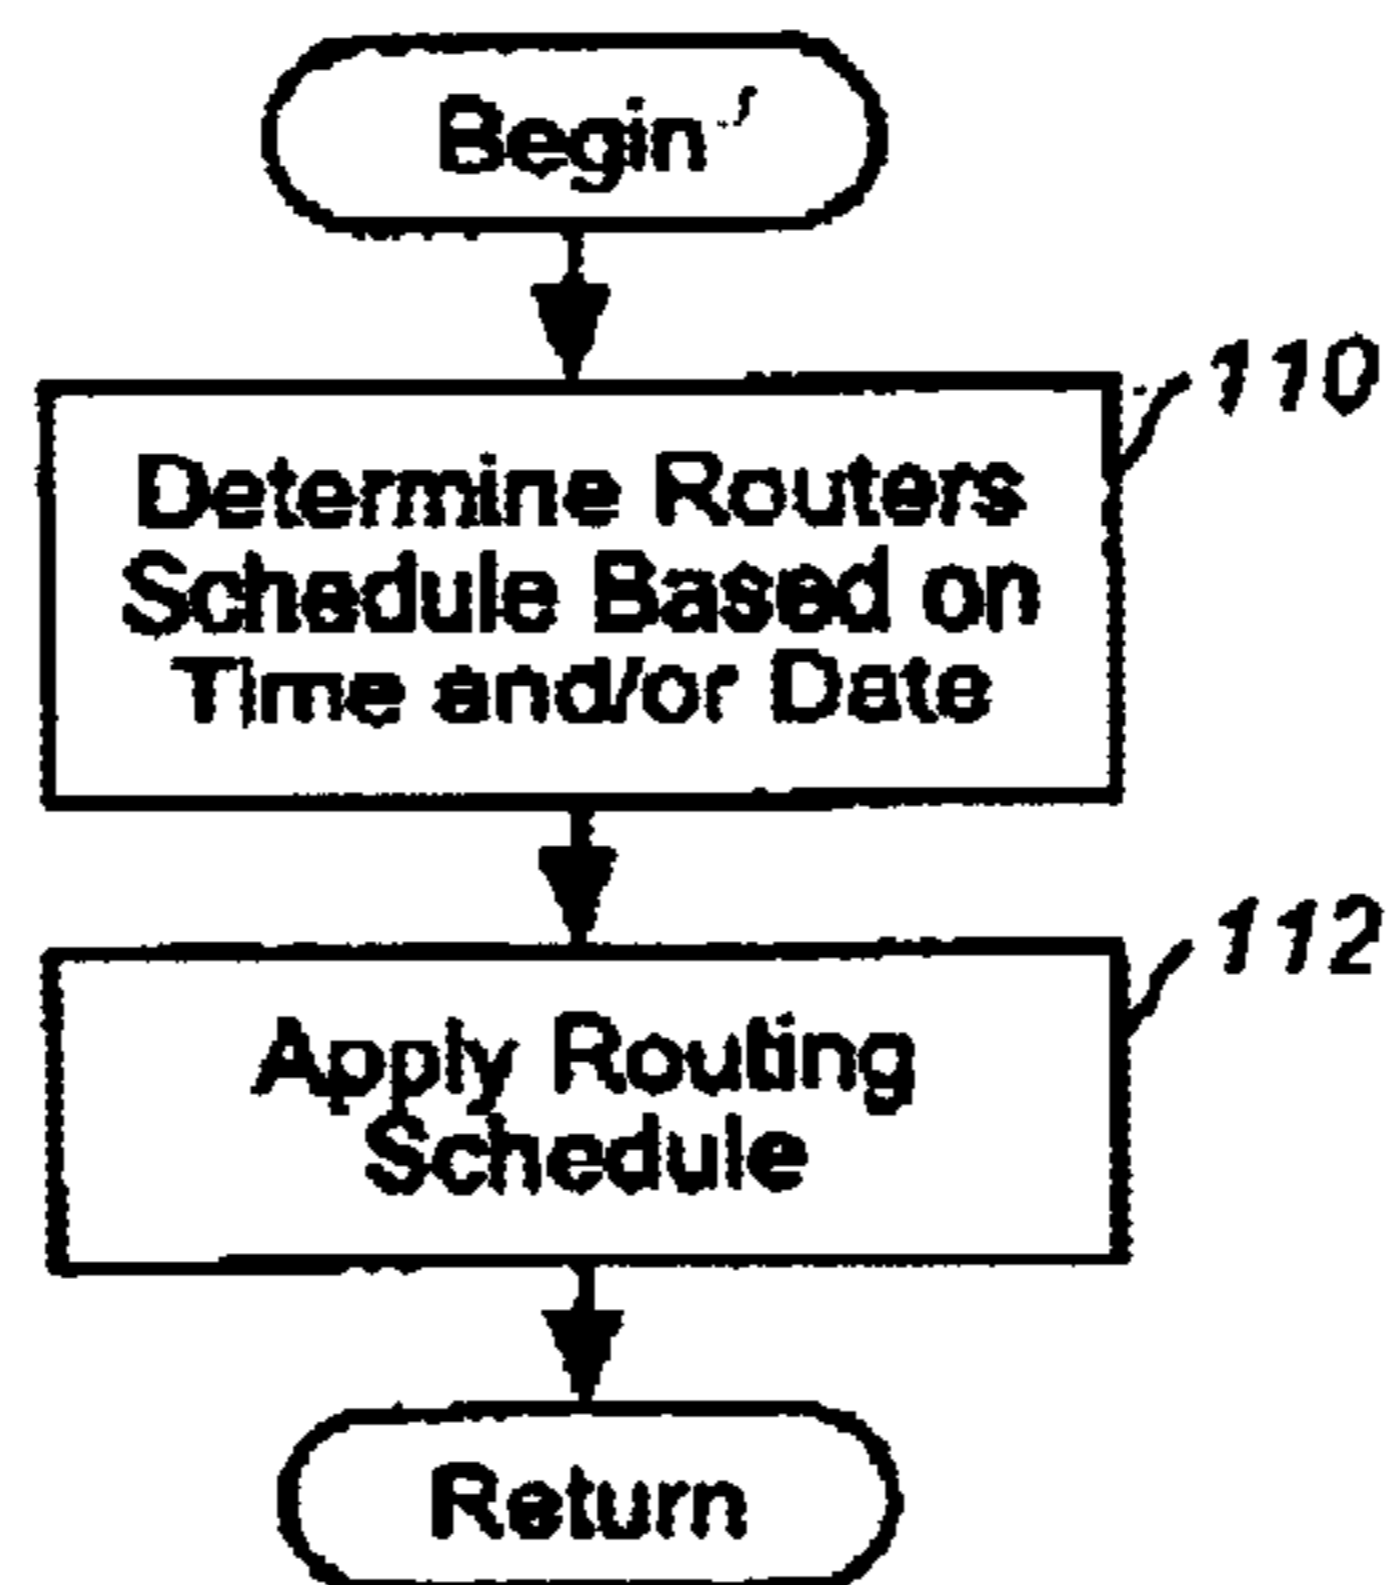 Begin
110
Determine Routers
Schedule Based on
Time and/or Date
112
Apply Routing
Schedule
Return